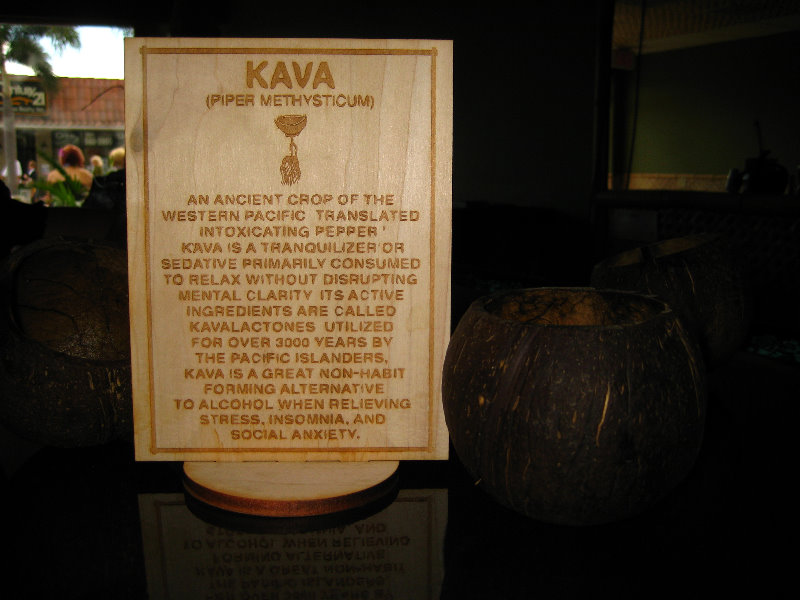 KAVA
(PIPER METHYSTICUM)
AN ANCIENT CROP OF THE
WESTERN PACIFIC TRANSLATED
INTOXICATING PEPPER '
KAVA IS A TRANQUILIZER OR
SEDATIVE PRIMARILY CONSUMED
TO RELAX WITHOUT DISRUPTING
MENTAL CLARITY ITS ACTIVE
INGREDIENTS ARE CALLED
KAVALACTONES UTILIZED
FOR OVER 3000 YEARS BY
THE PACIFIC ISLANDERS,
KAVA IS A GREAT NON-HABIT
FORMING ALTERNATIVE
TO ALCOHOL WHEN RELIEVING
STRESS, INSOMNIA, AND
SOCIAL ANXIETY.
21